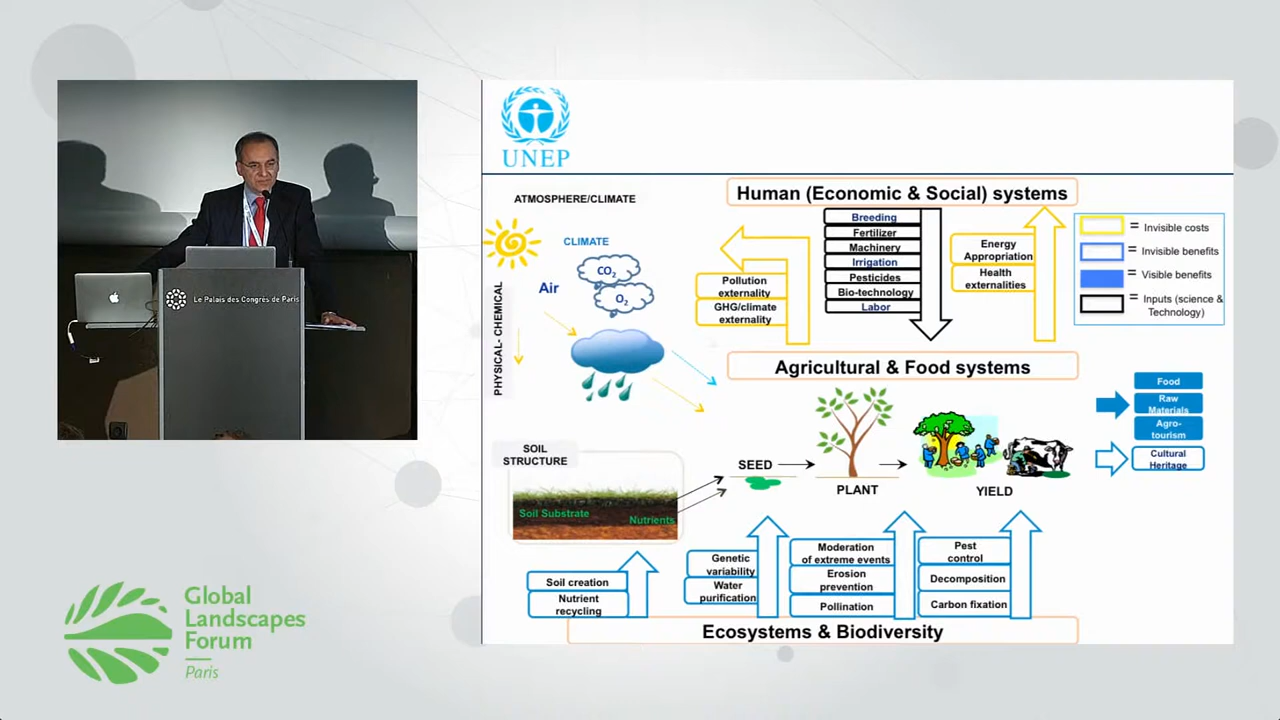 Le Palais des Congrès de Paris
Global
Landscapes
Forum
Paris
UNEP
ATMOSPHERE/CLIMATE
CLIMATE
CO2
Air
O2
PHYSICAL- CHEMICAL
Human (Economic & Social) systems
Pollution
externality
GHG/climate
externality
Breeding
Fertilizer
Machinery
Irrigation
Pesticides
Bio-technology
Labor
Energy
Appropriation
Health
externalities
= Invisible costs
= Invisible benefits
= Visible benefits
= Inputs (science &
Technology)
Agricultural & Food systems
Food
Raw
Materials
Agro-
tourism
Cultural
Heritage
SOIL
STRUCTURE
Soil Substrate
Nutrients
SEED
PLANT
YIELD
Soil creation
Nutrient
recycling
Genetic
variability
Water
purification
Moderation
of extreme events
Erosion
prevention
Pollination
Pest
control
Decomposition
Carbon fixation
Ecosystems & Biodiversity